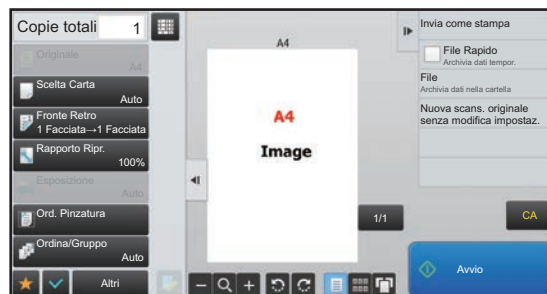 Copie totali 1
Originale
A4
Scelta Carta
Auto
Fronte Retro
1 Facciata→1 Facciata
Rapporto Ripr.
100%
Esposizione
Auto
Ord. Pinzatura
Ordina/Gruppo
Auto
Altri
A4
A4
Image
1/1
Invia come stampa
File Rapido
Archivia dati tempor.
File
Archivia dati nella cartella
Nuova scans. originale
senza modifica impostaz.
CA
Avvio